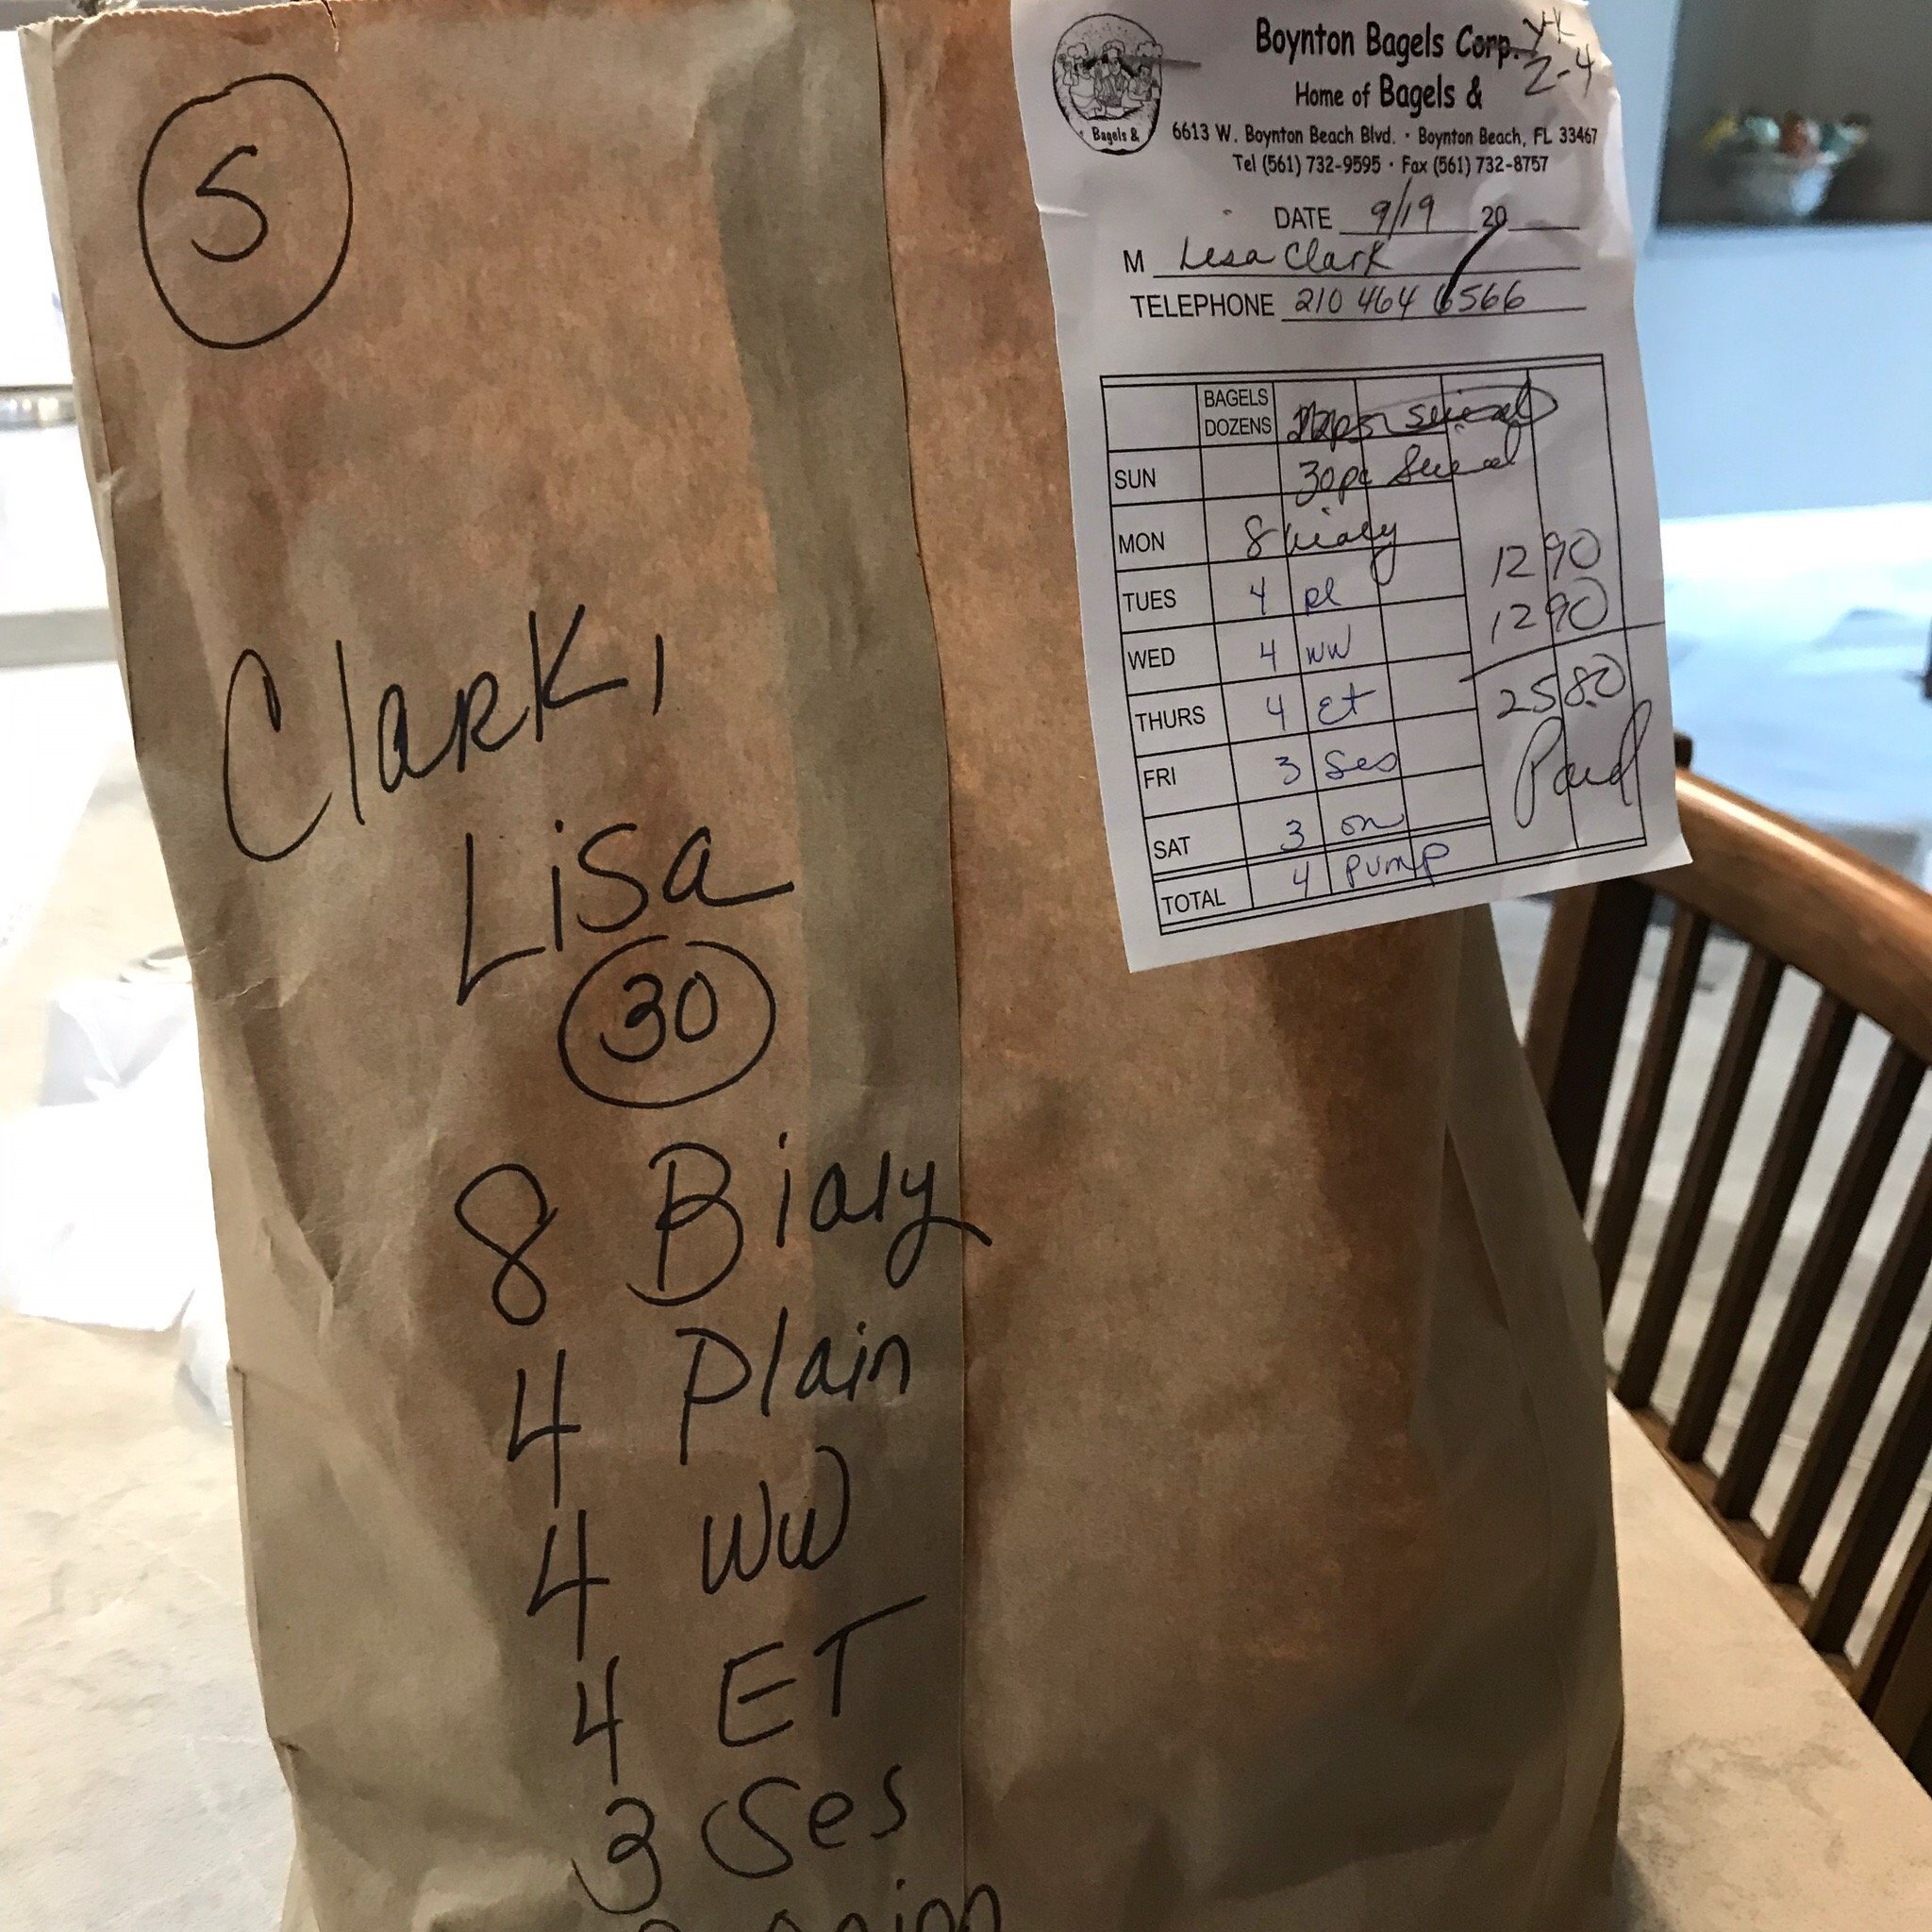 S
Clark,
Lisa
30
8 Bialy
4 Plain
4 WW
4 ET
3 Ses
onion
Boynton Bagels Corp. YK
Home of Bagels & 2-4
Bagels &
6613 W. Boynton Beach Blvd. · Boynton Beach, FL 33467
Tel (561) 732-9595 · Fax (561) 732-8757
DATE 9/19 20
M Lisa Clark
TELEPHONE 210 464 6566
BAGELS
DOZENS
SUN 30pc
MON 8 bialy 12 90
TUES 4 pl 12 90
WED 4 WW 25.80
THURS 4 Et Paid
FRI 3 Ses
SAT 3 on
TOTAL 4 Pump